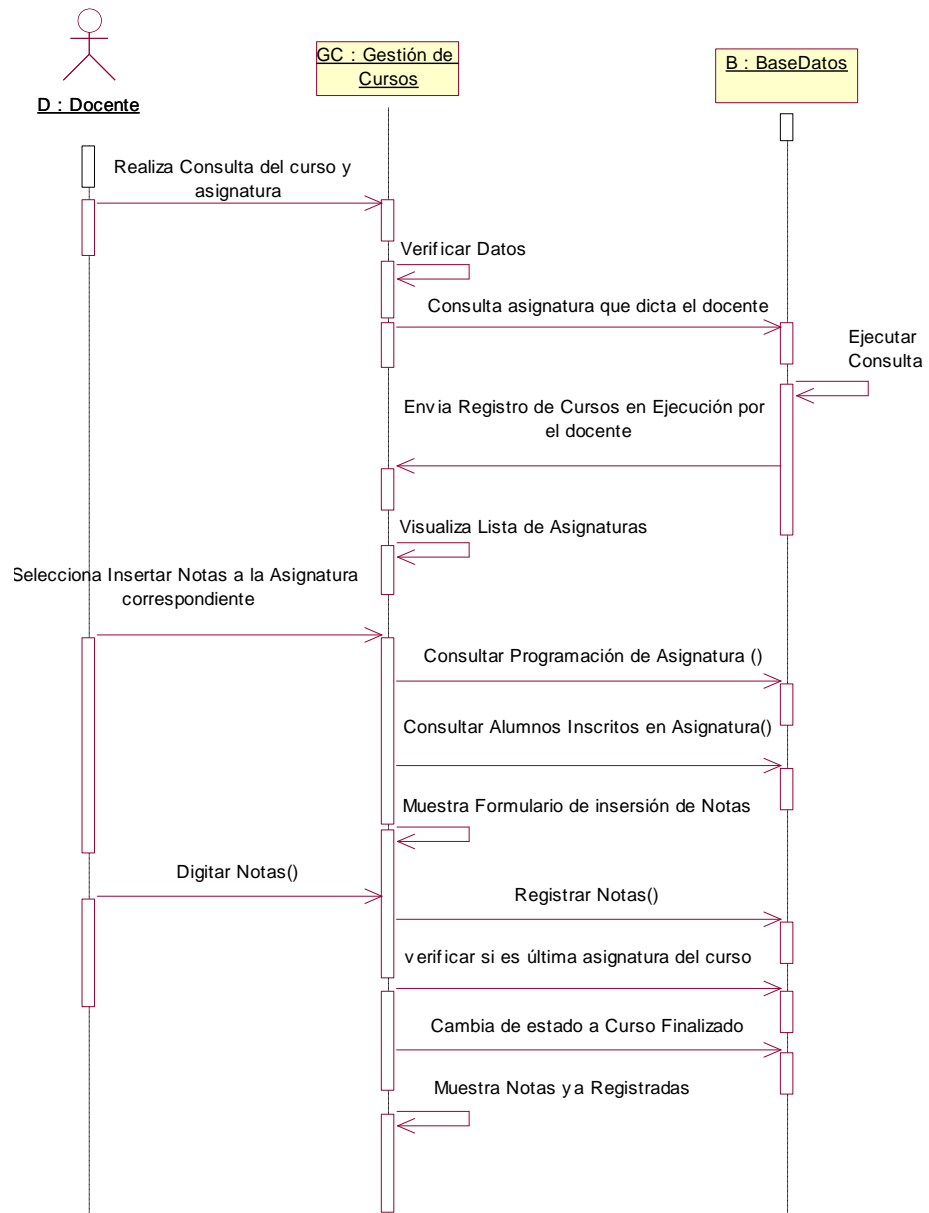 GC : Gestión de
Cursos
B : BaseDatos
D : Docente
Realiza Consulta del curso y
asignatura
Verificar Datos
Consulta asignatura que dicta el docente
Ejecutar
Consulta
Envia Registro de Cursos en Ejecución por
el docente
Visualiza Lista de Asignaturas
Selecciona Insertar Notas a la Asignatura
correspondiente
Consultar Programación de Asignatura ()
Consultar Alumnos Inscritos en Asignatura()
Muestra Formulario de insersión de Notas
Digitar Notas()
Registrar Notas()
verificar si es última asignatura del curso
Cambia de estado a Curso Finalizado
Muestra Notas ya Registradas